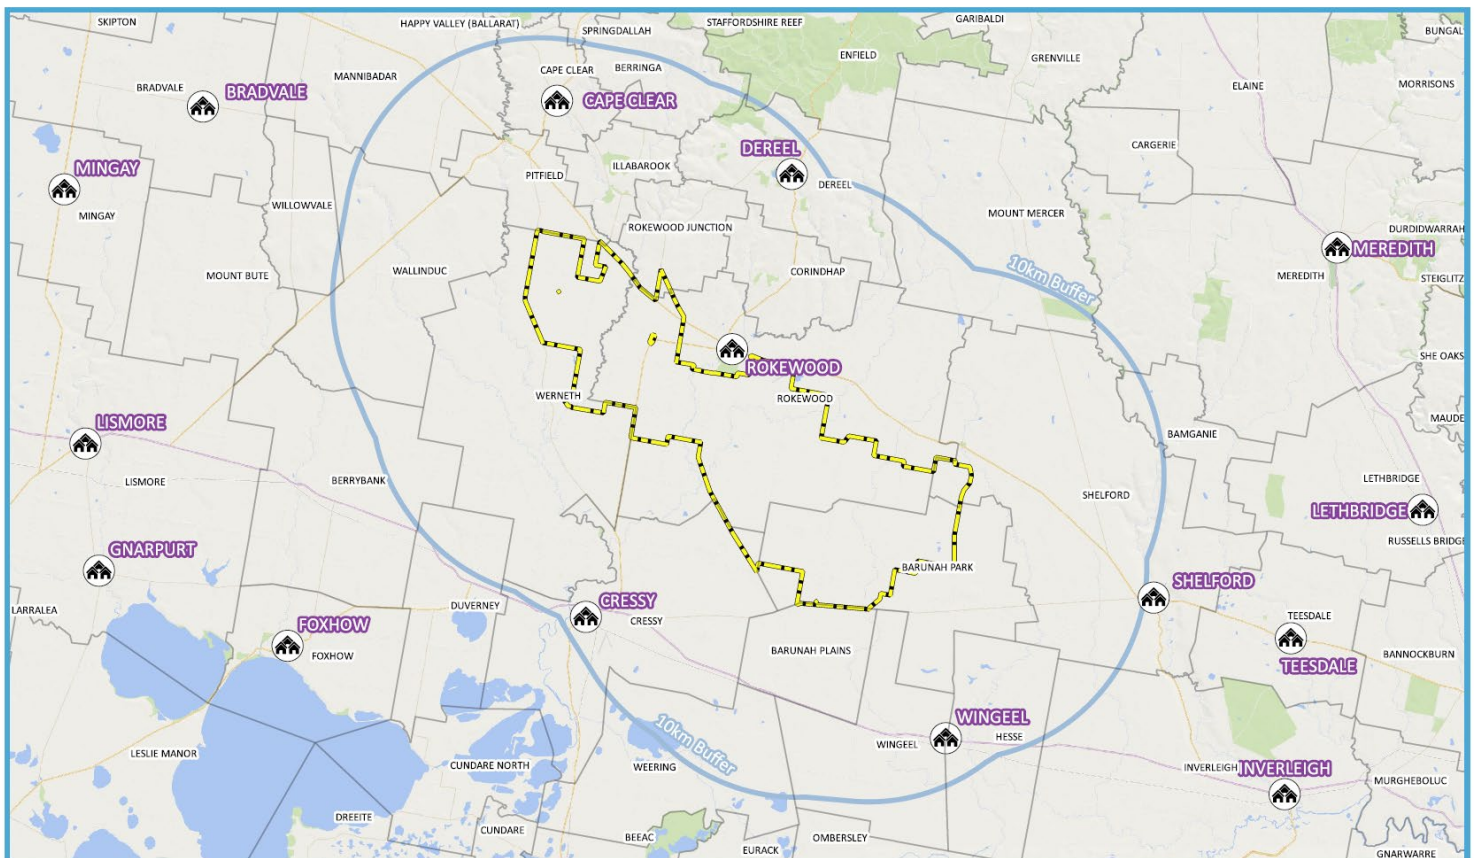 SKIPTON
HAPPY VALLEY (BALLARAT)
SPRINGDALLAH
STAFFORDSHIRE REEF
GARIBALDI
BUNGAL
ENFIELD
GRENVILLE
MANNIBADAR
CAPE CLEAR
BERRINGA
BRADVALE
BRADVALE
CAPE CLEAR
ELAINE
MORRISONS
MINGAY
MINGAY
PITFIELD
ILLABAROOK
DEREEL
DEREEL
CARGERIE
WILLOWVALE
ROKEWOOD JUNCTION
MOUNT MERCER
DURDIDWARRAH
MEREDITH
MEREDITH
STEIGLITZ
MOUNT BUTE
WALLINDUC
CORINDHAP
10km Buffer
SHE OAKS
ROKEWOOD
ROKEWOOD
WERNETH
LISMORE
LISMORE
MAUDE
BAMGANIE
BERRYBANK
SHELFORD
LETHBRIDGE
LETHBRIDGE
RUSSELLS BRIDGE
GNARPURT
BARUNAH PARK
SHELFORD
LARRALEA
DUVERNEY
CRESSY
CRESSY
TEESDALE
TEESDALE
FOXHOW
FOXHOW
BARUNAH PLAINS
BANNOCKBURN
WINGEEL
WINGEEL
HESSE
10km Buffer
LESLIE MANOR
CUNDARE NORTH
WEERING
INVERLEIGH
INVERLEIGH
MURGHEBOLUC
DREEITE
CUNDARE
BEEAC
EURACK
OMBERSLEY
GNARWARRE